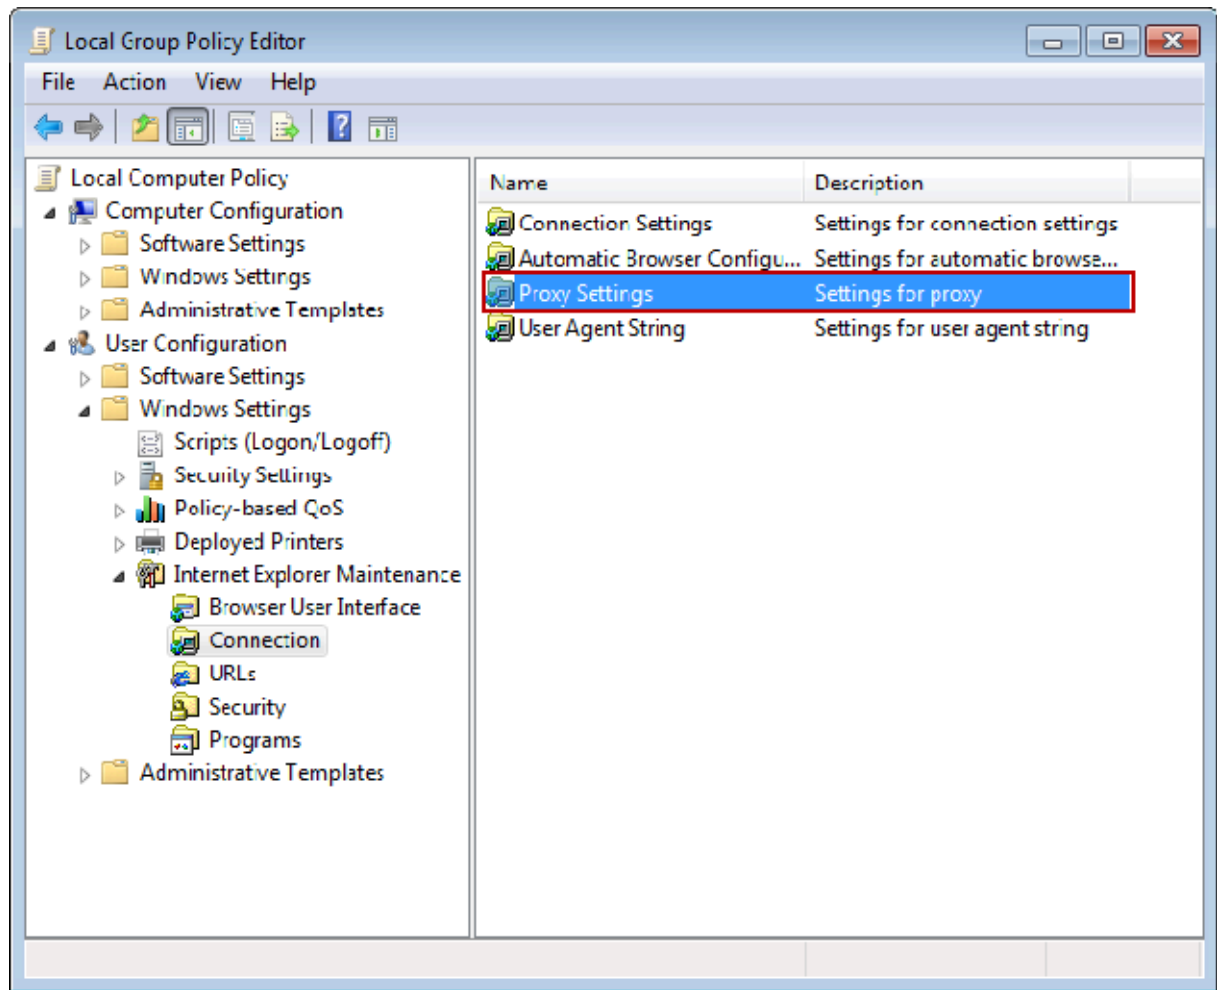 Local Group Policy Editor
File Action View Help
Local Computer Policy
Computer Configuration
Software Settings
Windows Settings
Administrative Templates
User Configuration
Software Settings
Windows Settings
Scripts (Logon/Logoff)
Security Settings
Policy-based QoS
Deployed Printers
Internet Explorer Maintenance
Browser User Interface
Connection
URLs
Security
Programs
Administrative Templates
Name Description
Connection Settings Settings for connection settings
Automatic Browser Configu... Settings for automatic browse...
Proxy Settings Settings for proxy
User Agent String Settings for user agent string